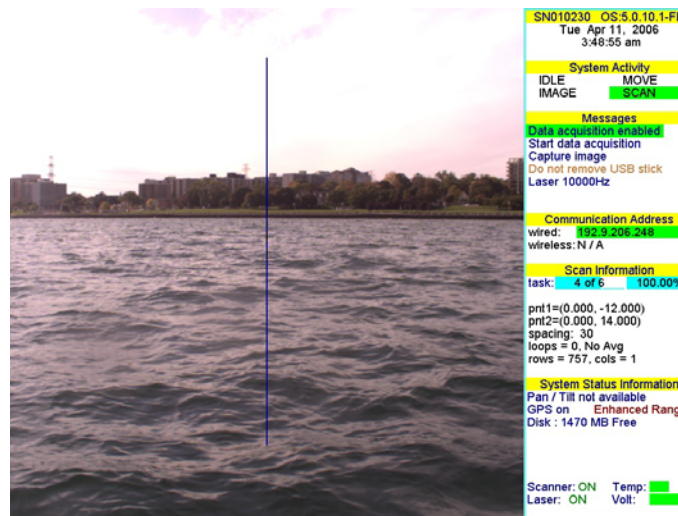 SN010230 OS:5.0.10.1-Fl
Tue Apr 11, 2006
3:48:55 am
System Activity
IDLE MOVE
IMAGE SCAN
Messages
Data acquisition enabled
Start data acquisition
Capture image
Do not remove USB stick
Laser 10000Hz
Communication Address
wired: 192.9.206.248
wireless: N / A
Scan Information
task: 4 of 6 100.00%
pnt1=(0.000, -12.000)
pnt2=(0.000, 14.000)
spacing: 30
loops = 0, No Avg
rows = 757, cols = 1
System Status Information
Pan / Tilt not available
GPS on Enhanced Rang
Disk : 1470 MB Free
Scanner: ON Temp:
Laser: ON Volt: